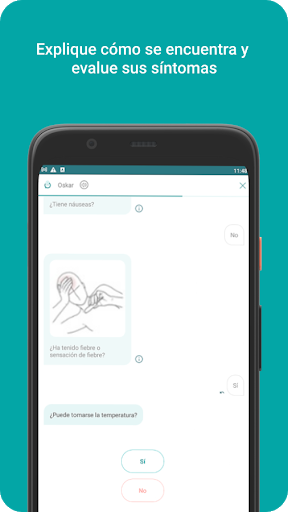 Explique cómo se encuentra y
evalue sus síntomas
11:48
Oskar
¿Tiene náuseas?
No
¿Ha tenido fiebre o
sensación de fiebre?
Sí
¿Puede tomarse la temperatura?
Sí
No